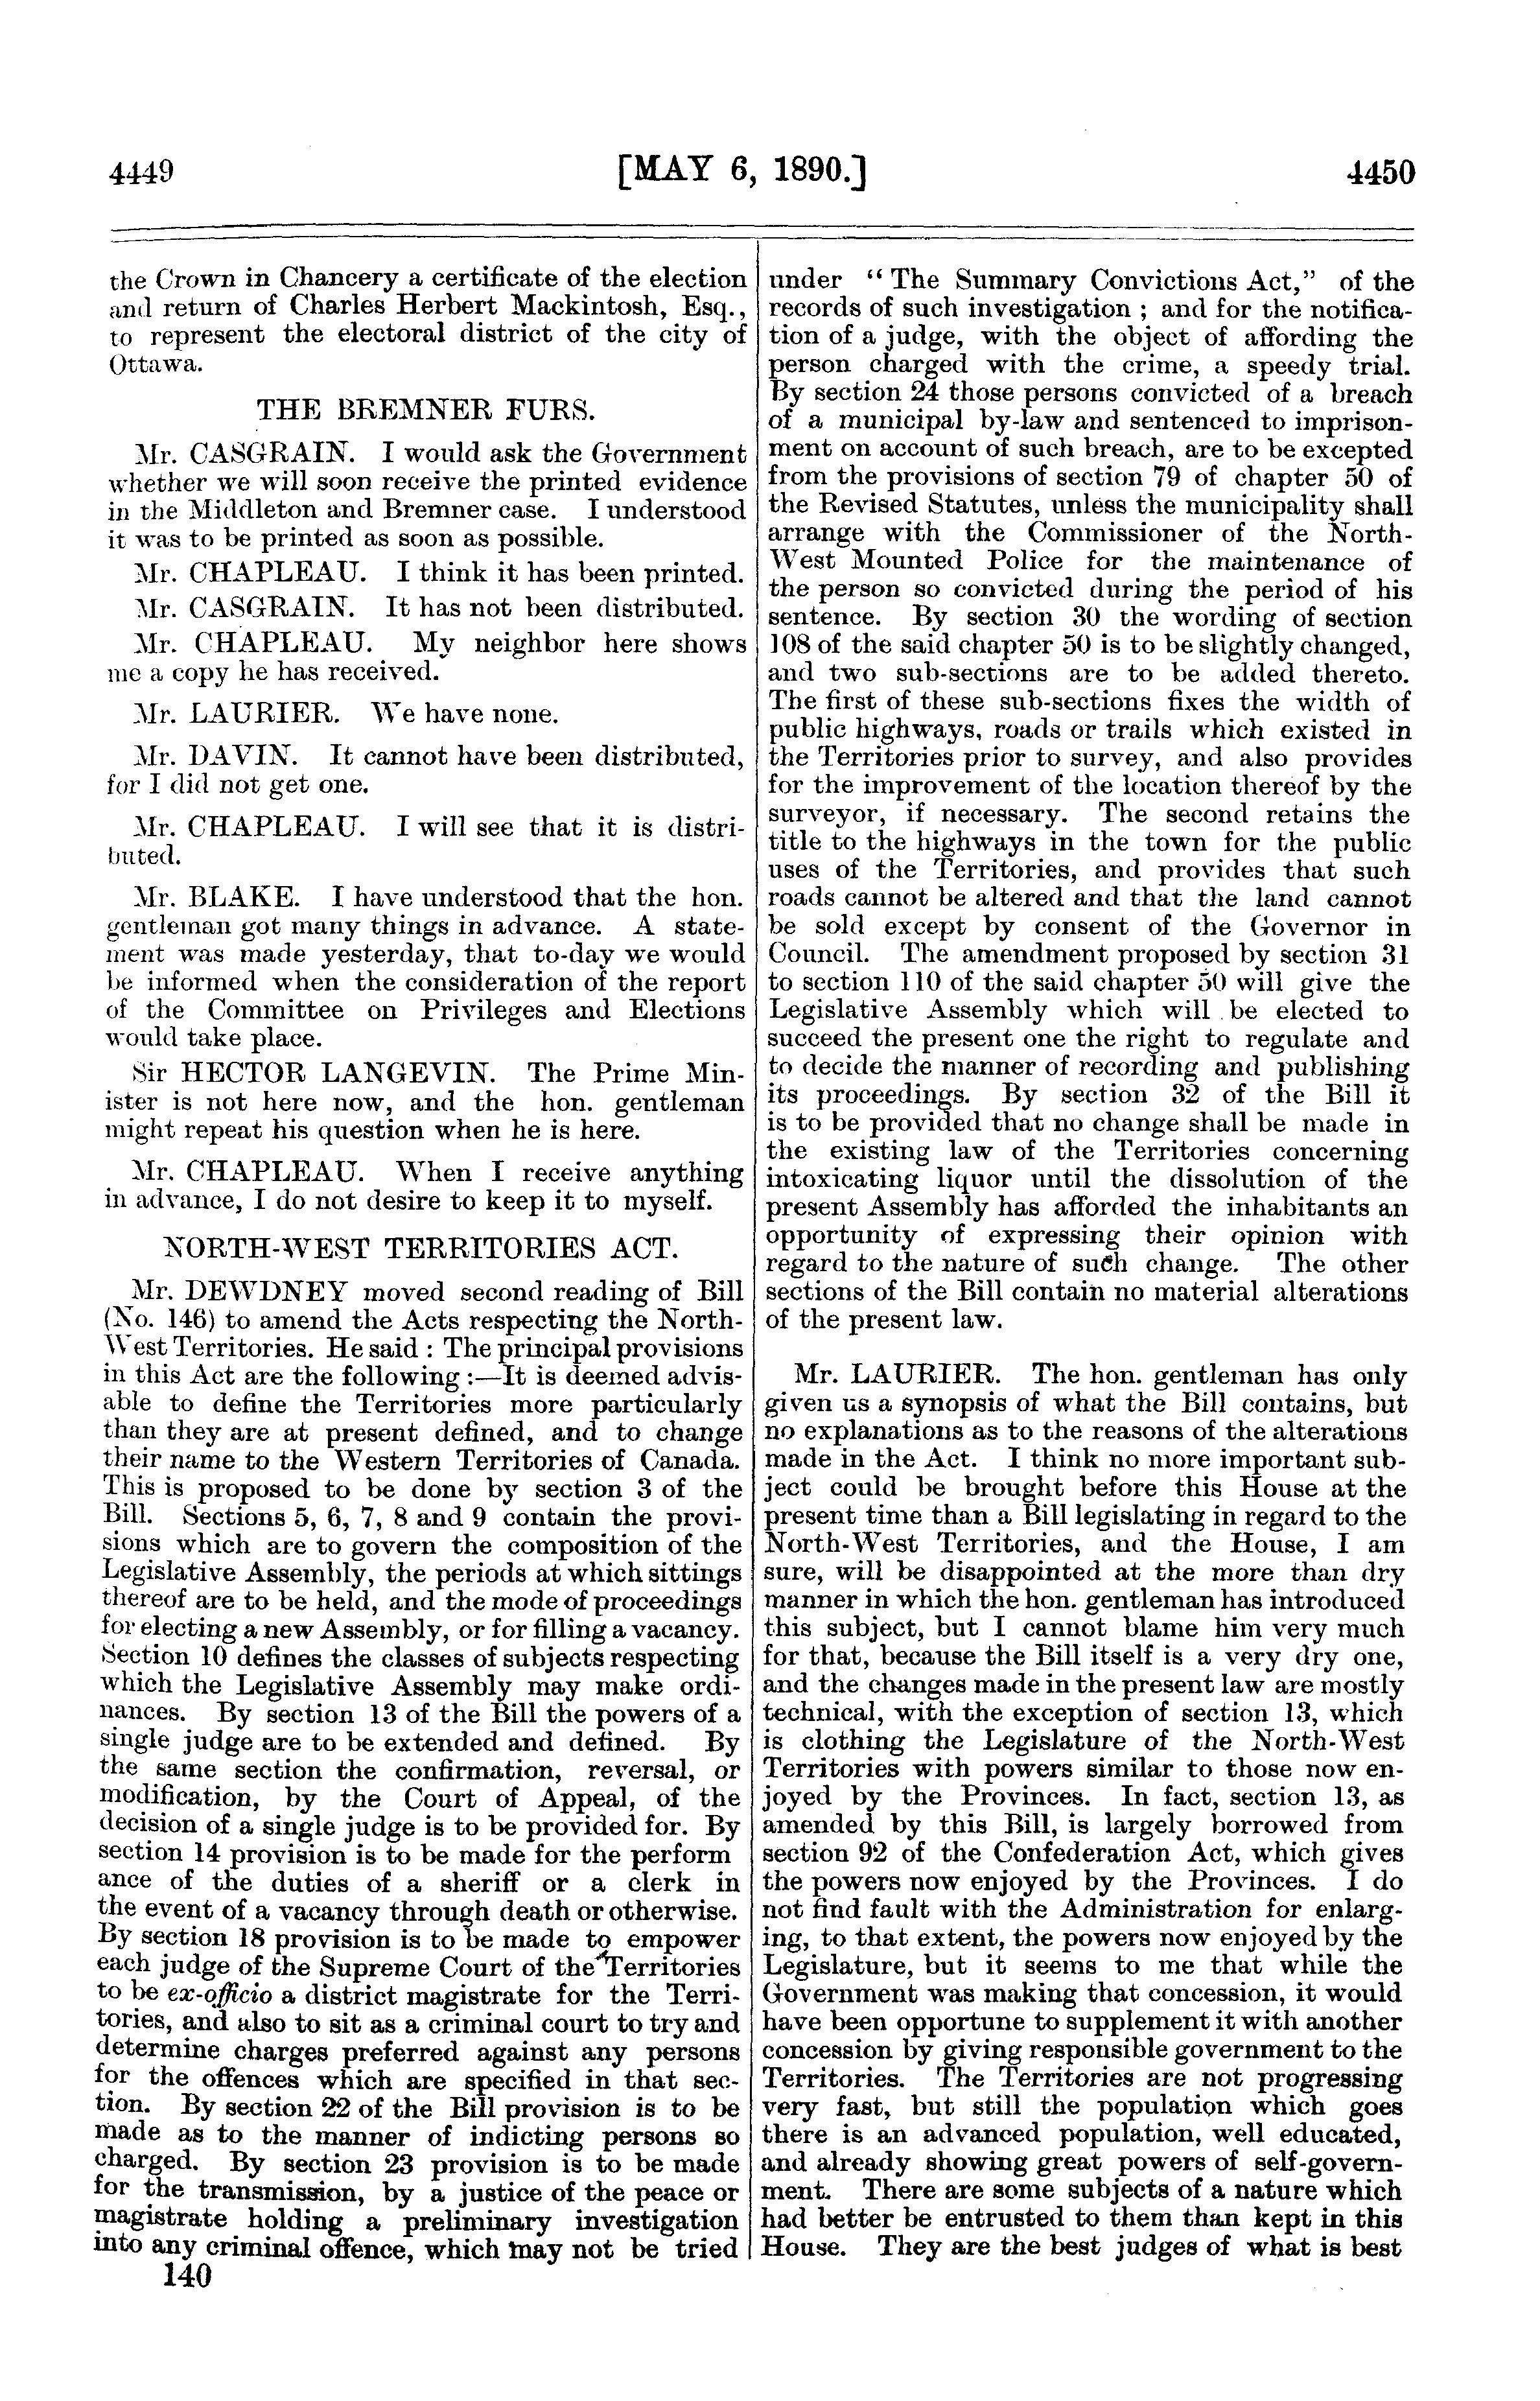 4449
[MAY 6, 1890.]
4450
the Crown in Chancery a certificate of the election
and return of Charles Herbert Mackintosh, Esq.,
to represent the electoral district of the city of
Ottawa.
THE BREMNER FURS.
Mr. CASGRAIN. I would ask the Government
whether we will soon receive the printed evidence
in the Middleton and Bremner case. I understood
it was to be printed as soon as possible.
Mr. CHAPLEAU. I think it has been printed.
Mr. CASGRAIN. It has not been distributed.
Mr. CHAPLEAU. My neighbor here shows
me a copy he has received.
Mr. LAURIER. We have none.
Mr. DAVIN. It cannot have been distributed,
for I did not get one.
Mr. CHAPLEAU. I will see that it is distri-
buted.
Mr. BLAKE. I have understood that the hon.
gentleman got many things in advance. A state-
ment was made yesterday, that to-day we would
be informed when the consideration of the report
of the Committee on Privileges and Elections
would take place.
Sir HECTOR LANGEVIN. The Prime Min-
ister is not here now, and the hon. gentleman
might repeat his question when he is here.
Mr. CHAPLEAU. When I receive anything
in advance, I do not desire to keep it to myself.
NORTH-WEST TERRITORIES ACT.
Mr. DEWDNEY moved second reading of Bill
(No. 146) to amend the Acts respecting the North-
West Territories. He said : The principal provisions
in this Act are the following :—It is deemed advis-
able to define the Territories more particularly
than they are at present defined, and to change
their name to the Western Territories of Canada.
This is proposed to be done by section 3 of the
Bill. Sections 5, 6, 7, 8 and 9 contain the provi-
sions which are to govern the composition of the
Legislative Assembly, the periods at which sittings
thereof are to be held, and the mode of proceedings
for electing a new Assembly, or for filling a vacancy.
Section 10 defines the classes of subjects respecting
which the Legislative Assembly may make ordi-
nances. By section 13 of the Bill the powers of a
single judge are to be extended and defined. By
the same section the confirmation, reversal, or
modification, by the Court of Appeal, of the
decision of a single judge is to be provided for. By
section 14 provision is to be made for the perform
ance of the duties of a sheriff or a clerk in
the event of a vacancy through death or otherwise.
By section 18 provision is to be made to empower
each judge of the Supreme Court of the Territories
to be ex-officio a district magistrate for the Terri-
tories, and also to sit as a criminal court to try and
determine charges preferred against any persons
for the offences which are specified in that sec-
tion. By section 22 of the Bill provision is to be
made as to the manner of indicting persons so
charged. By section 23 provision is to be made
for the transmission, by a justice of the peace or
magistrate holding a preliminary investigation
into any criminal offence, which may not be tried
140
under " The Summary Convictions Act," of the
records of such investigation ; and for the notifica-
tion of a judge, with the object of affording the
person charged with the crime, a speedy trial.
By section 24 those persons convicted of a breach
of a municipal by-law and sentenced to imprison-
ment on account of such breach, are to be excepted
from the provisions of section 79 of chapter 50 of
the Revised Statutes, unless the municipality shall
arrange with the Commissioner of the North-
West Mounted Police for the maintenance of
the person so convicted during the period of his
sentence. By section 30 the wording of section
108 of the said chapter 50 is to be slightly changed,
and two sub-sections are to be added thereto.
The first of these sub-sections fixes the width of
public highways, roads or trails which existed in
the Territories prior to survey, and also provides
for the improvement of the location thereof by the
surveyor, if necessary. The second retains the
title to the highways in the town for the public
uses of the Territories, and provides that such
roads cannot be altered and that the land cannot
be sold except by consent of the Governor in
Council. The amendment proposed by section 31
to section 110 of the said chapter 50 will give the
Legislative Assembly which will be elected to
succeed the present one the right to regulate and
to decide the manner of recording and publishing
its proceedings. By section 32 of the Bill it
is to be provided that no change shall be made in
the existing law of the Territories concerning
intoxicating liquor until the dissolution of the
present Assembly has afforded the inhabitants an
opportunity of expressing their opinion with
regard to the nature of such change. The other
sections of the Bill contain no material alterations
of the present law.
Mr. LAURIER. The hon. gentleman has only
given us a synopsis of what the Bill contains, but
no explanations as to the reasons of the alterations
made in the Act. I think no more important sub-
ject could be brought before this House at the
present time than a Bill legislating in regard to the
North-West Territories, and the House, I am
sure, will be disappointed at the more than dry
manner in which the hon. gentleman has introduced
this subject, but I cannot blame him very much
for that, because the Bill itself is a very dry one,
and the changes made in the present law are mostly
technical, with the exception of section 13, which
is clothing the Legislature of the North-West
Territories with powers similar to those now en-
joyed by the Provinces. In fact, section 13, as
amended by this Bill, is largely borrowed from
section 92 of the Confederation Act, which gives
the powers now enjoyed by the Provinces. I do
not find fault with the Administration for enlarg-
ing, to that extent, the powers now enjoyed by the
Legislature, but it seems to me that while the
Government was making that concession, it would
have been opportune to supplement it with another
concession by giving responsible government to the
Territories. The Territories are not progressing
very fast, but still the population which goes
there is an advanced population, well educated,
and already showing great powers of self-govern-
ment. There are some subjects of a nature which
had better be entrusted to them than kept in this
House. They are the best judges of what is best